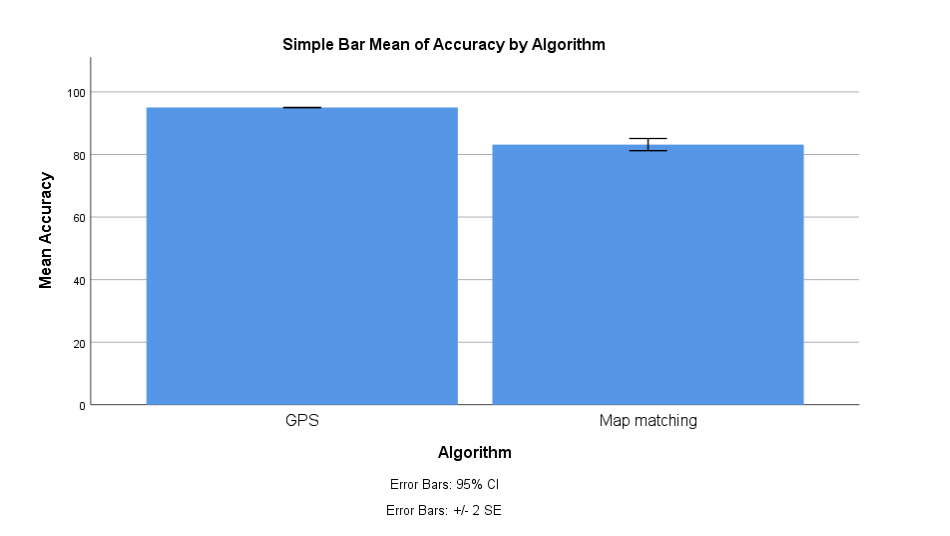 Simple Bar Mean of Accuracy by Algorithm
Mean Accuracy
100
80
60
40
20
0
GPS
Map matching
Algorithm
Error Bars: 95% CI
Error Bars: +/- 2 SE